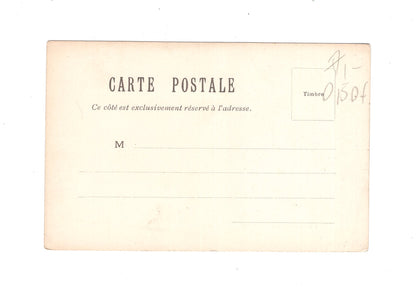 CARTE POSTALE
Ce côté est exclusivement réservé à l'adresse.
Timbre
M